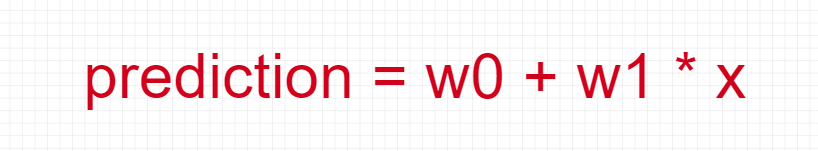 prediction = w0 + w1 * x